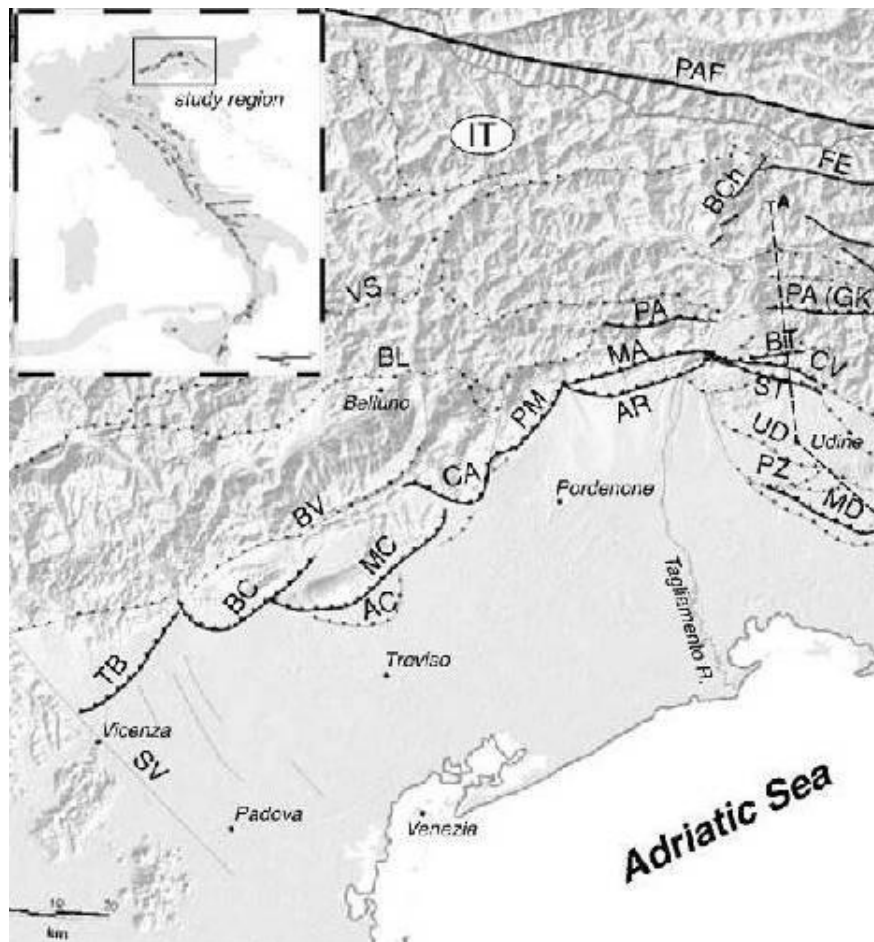 study region
PAF
IT
FE
BCh
A
VS
PA
PA (GK)
BL
MA
BIT
CV
Belluno
PM
AR
ST
UD
Udine
CA
Pordenone
PZ
MD
BV
MC
BC
AC
Tagliamento R.
TB
Treviso
Vicenza
SV
Padova
Venezia
Adriatic Sea
10 20
km